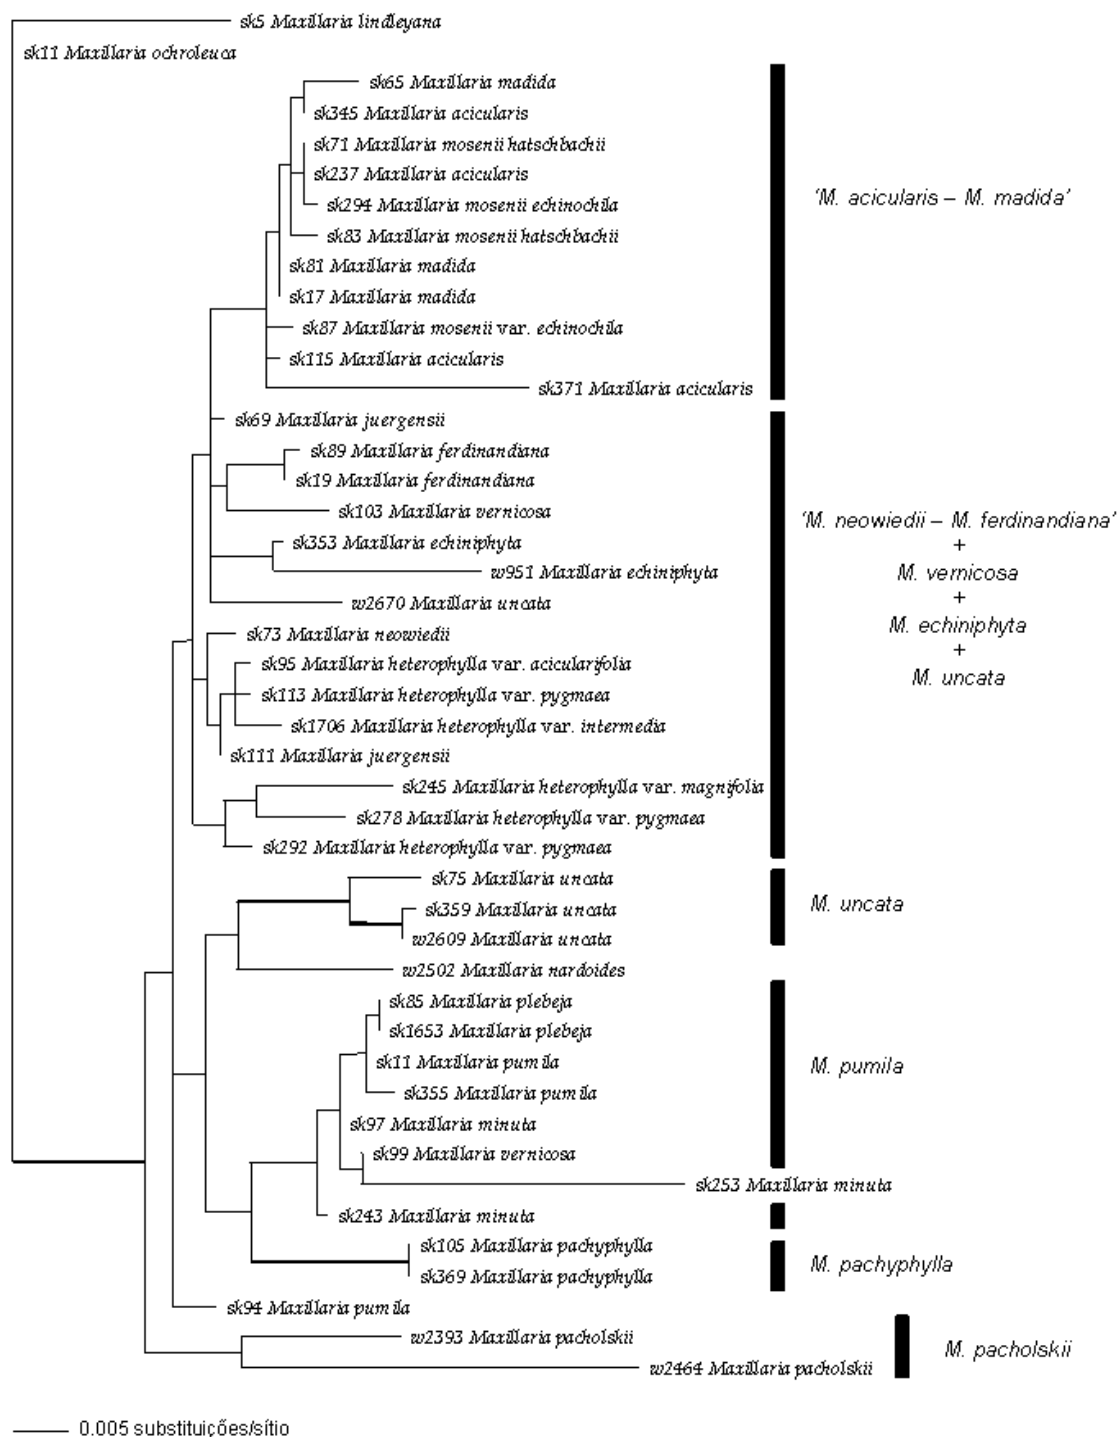 sk5 Maxillaria lindleyana
sk11 Maxillaria ochroleuca
sk65 Maxillaria madida
sk345 Maxillaria acicularis
sk71 Maxillaria mosenii hatschbachii
sk237 Maxillaria acicularis
sk294 Maxillaria mosenii echinochila
sk83 Maxillaria mosenii hatschbachii
sk81 Maxillaria madida
sk17 Maxillaria madida
sk87 Maxillaria mosenii var. echinochila
sk115 Maxillaria acicularis
sk371 Maxillaria acicularis
'M. acicularis – M. madida'
sk69 Maxillaria juergensii
sk89 Maxillaria ferdinandiana
sk19 Maxillaria ferdinandiana
sk103 Maxillaria vernicosa
sk353 Maxillaria echiniphyta
w951 Maxillaria echiniphyta
w2670 Maxillaria uncata
sk73 Maxillaria neowiedii
sk95 Maxillaria heterophylla var. acicularifolia
sk113 Maxillaria heterophylla var. pygmaea
sk1706 Maxillaria heterophylla var. intermedia
sk111 Maxillaria juergensii
sk245 Maxillaria heterophylla var. magnifolia
sk278 Maxillaria heterophylla var. pygmaea
sk292 Maxillaria heterophylla var. pygmaea
'M. neowiedii – M. ferdinandiana'
+
M. vernicosa
+
M. echiniphyta
+
M. uncata
sk75 Maxillaria uncata
sk359 Maxillaria uncata
w2609 Maxillaria uncata
M. uncata
w2502 Maxillaria nardoides
sk85 Maxillaria plebeja
sk1653 Maxillaria plebeja
sk11 Maxillaria pumila
sk355 Maxillaria pumila
sk97 Maxillaria minuta
sk99 Maxillaria vernicosa
sk253 Maxillaria minuta
sk243 Maxillaria minuta
M. pumila
sk105 Maxillaria pachyphylla
sk369 Maxillaria pachyphylla
M. pachyphylla
sk94 Maxillaria pumila
w2393 Maxillaria pacholskii
w2464 Maxillaria pacholskii
M. pacholskii
0.005 substituições/sítio